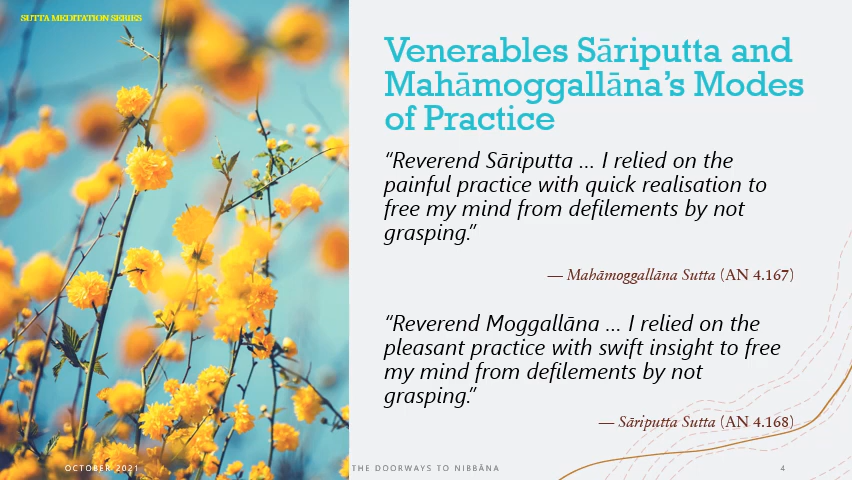 SUTTA MEDITATION SERIES
Venerables Sāriputta and
Mahāmoggallāna’s Modes
of Practice
“Reverend Sāriputta ... I relied on the
painful practice with quick realisation to
free my mind from defilements by not
grasping.”
— Mahāmoggallāna Sutta (AN 4.167)
“Reverend Moggallāna ... I relied on the
pleasant practice with swift insight to free
my mind from defilements by not
grasping.”
— Sāriputta Sutta (AN 4.168)
OCTOBER 2021
THE DOORWAYS TO NIBBĀNA
4